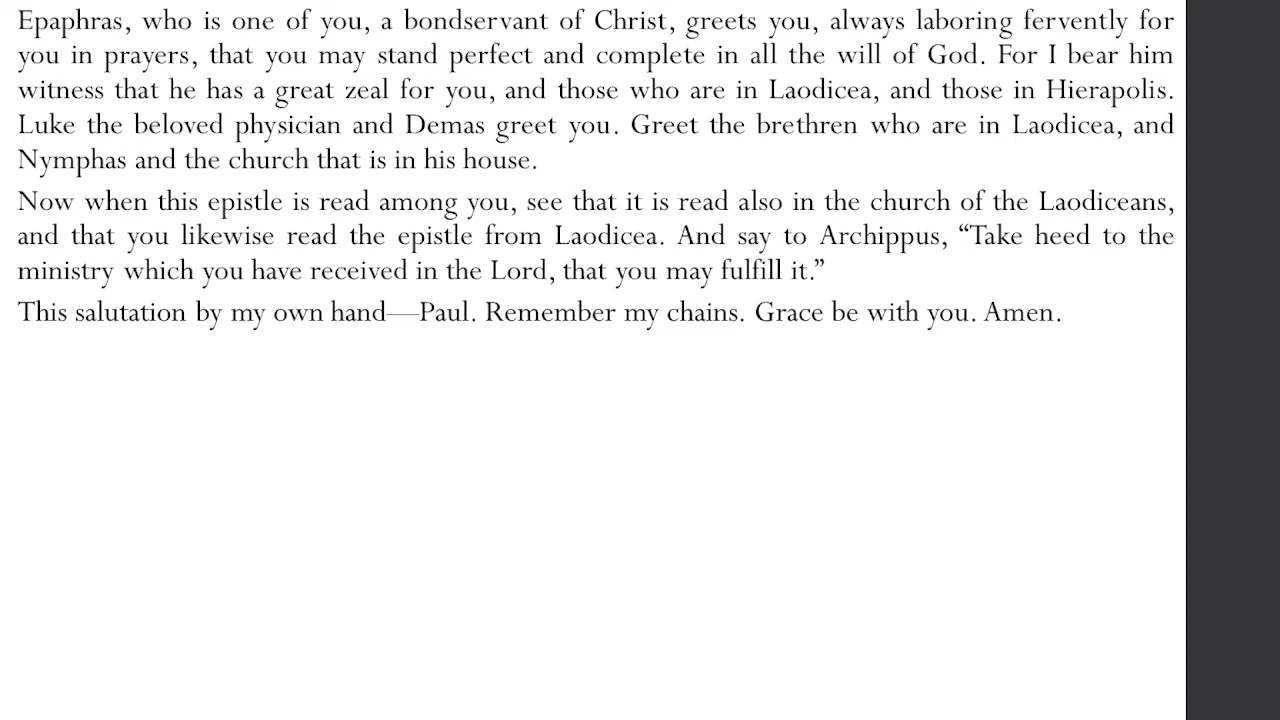 Epaphras, who is one of you, a bondservant of Christ, greets you, always laboring fervently for
you in prayers, that you may stand perfect and complete in all the will of God. For I bear him
witness that he has a great zeal for you, and those who are in Laodicea, and those in Hierapolis.
Luke the beloved physician and Demas greet you. Greet the brethren who are in Laodicea, and
Nymphas and the church that is in his house.
Now when this epistle is read among you, see that it is read also in the church of the Laodiceans,
and that you likewise read the epistle from Laodicea. And say to Archippus, “Take heed to the
ministry which you have received in the Lord, that you may fulfill it.”
This salutation by my own hand—Paul. Remember my chains. Grace be with you. Amen.